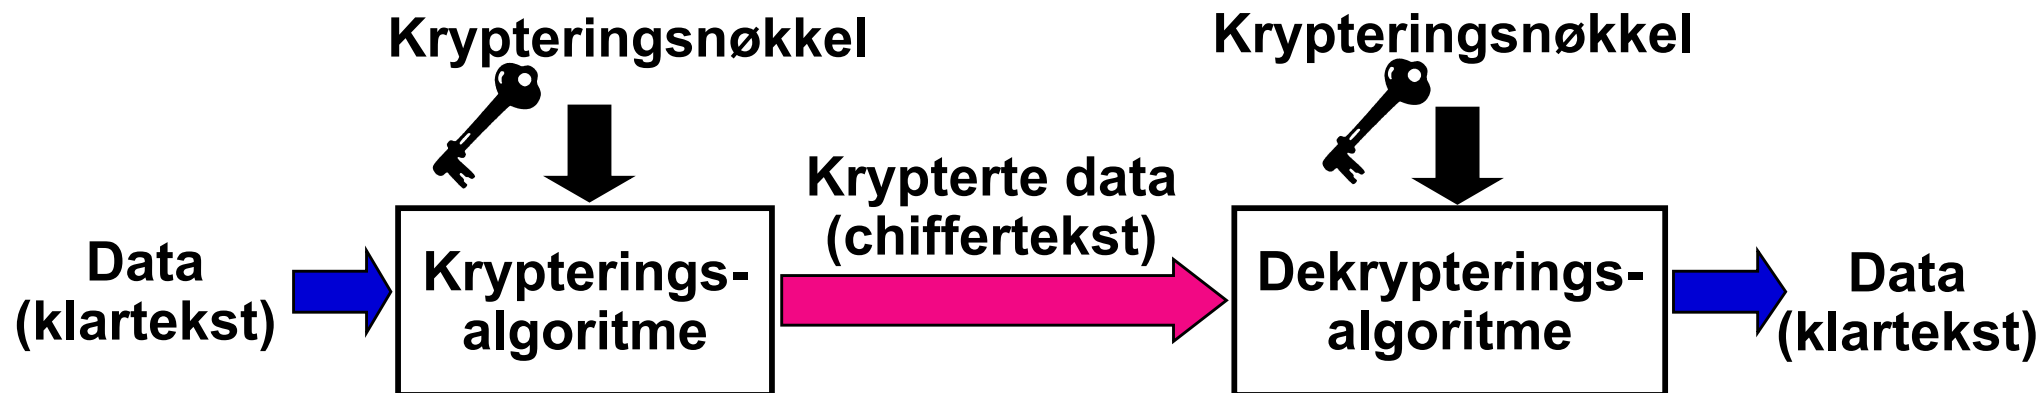 Krypteringsnøkkel
Krypteringsnøkkel
Krypterte data
(chiffertekst)
Data
(klartekst)
Krypterings-
algoritme
Dekrypterings-
algoritme
Data
(klartekst)